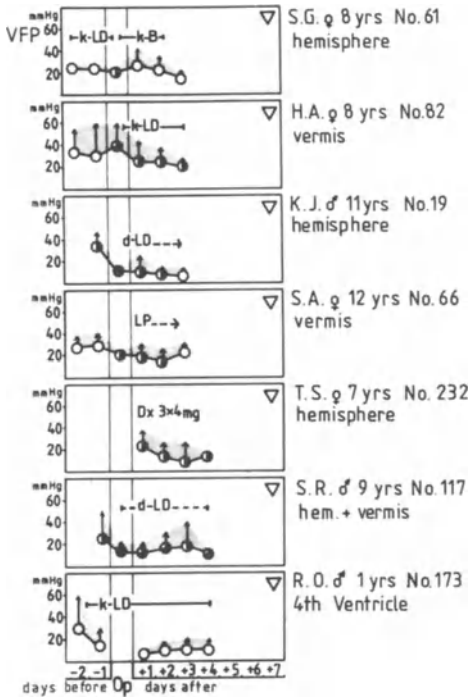 mmHg
VFP
60
40
20
k-LD k-B
S.G. ♀ 8 yrs No.61
hemisphere
mmHg
60
40
20
k-LD
H.A. ♀ 8 yrs No.82
vermis
mmHg
60
40
20
d-LD
K.J. ♂ 11yrs No.19
hemisphere
mmHg
60
40
20
LP
S.A. ♀ 12 yrs No.66
vermis
mmHg
60
40
20
Dx 3×4mg
T.S. ♀ 7 yrs No. 232
hemisphere
mmHg
60
40
20
d-LD
S.R. ♂ 9 yrs No.117
hem. + vermis
mmHg
60
40
20
k-LD
R.O. ♂ 1 yrs No.173
4th Ventricle
-2 -1 +1 +2 +3 +4 +5 +6 +7
days before Op days after